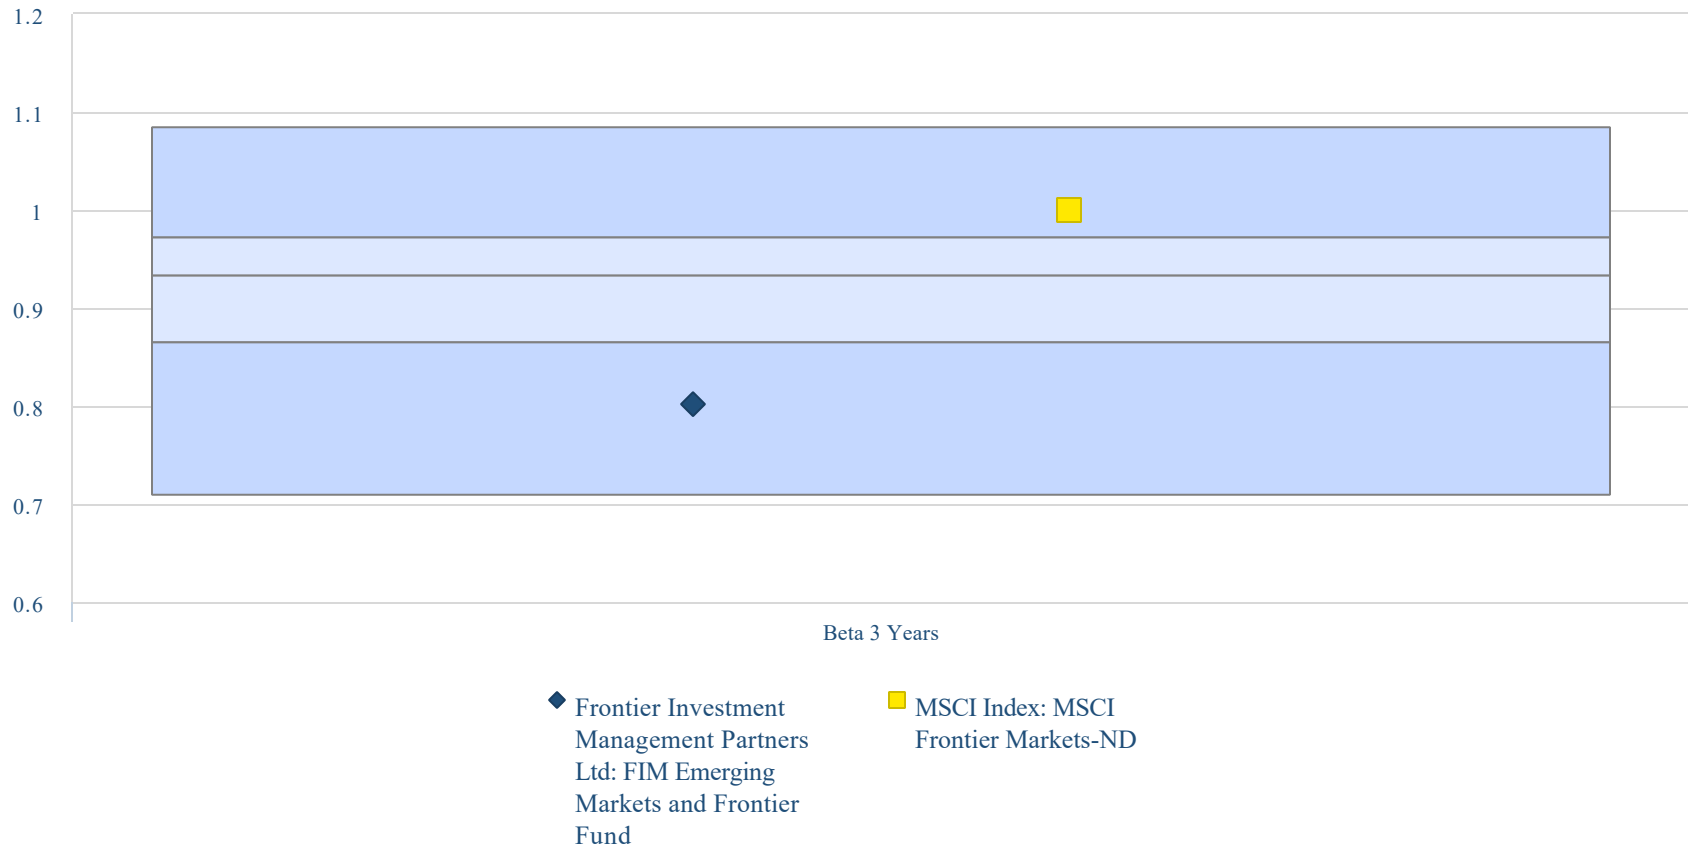 1.2
1.1
1
0.9
0.8
0.7
0.6
Beta 3 Years
Frontier Investment
Management Partners
Ltd: FIM Emerging
Markets and Frontier
Fund
MSCI Index: MSCI
Frontier Markets-ND